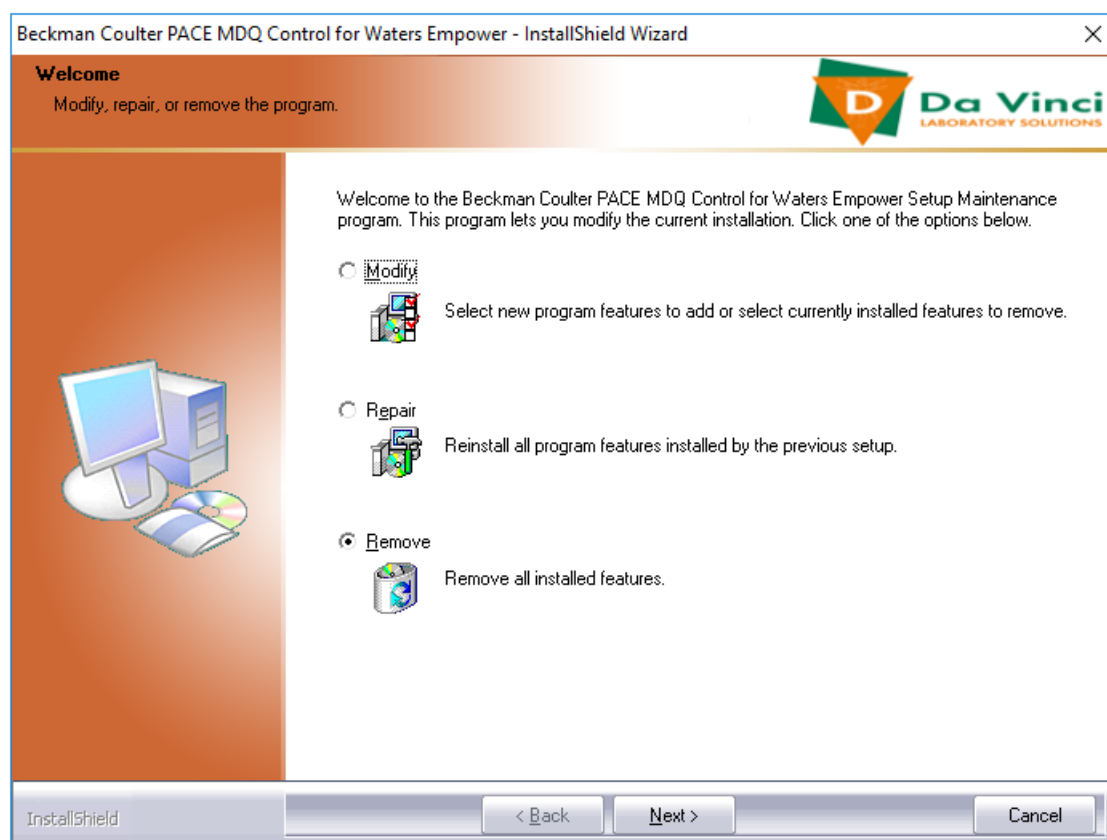 Beckman Coulter PACE MDQ Control for Waters Empower - InstallShield Wizard
Welcome
Modify, repair, or remove the program.
D
Da Vinci
LABORATORY SOLUTIONS
Welcome to the Beckman Coulter PACE MDQ Control for Waters Empower Setup Maintenance
program. This program lets you modify the current installation. Click one of the options below.
Modify
Select new program features to add or select currently installed features to remove.
Repair
Reinstall all program features installed by the previous setup.
Remove
Remove all installed features.
InstallShield
< Back
Next >
Cancel